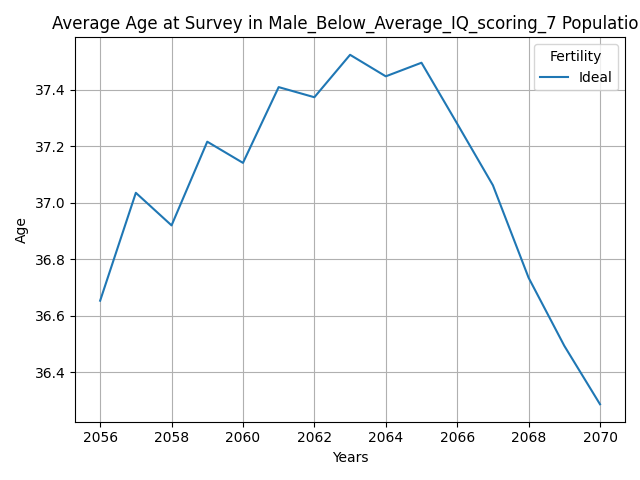 Average Age at Survey in Male_Below_Average_IQ_scoring_7 Populatio
Fertility
Ideal
37.4
37.2
37.0
36.8
36.6
36.4
Age
2056 2058 2060 2062 2064 2066 2068 2070
Years